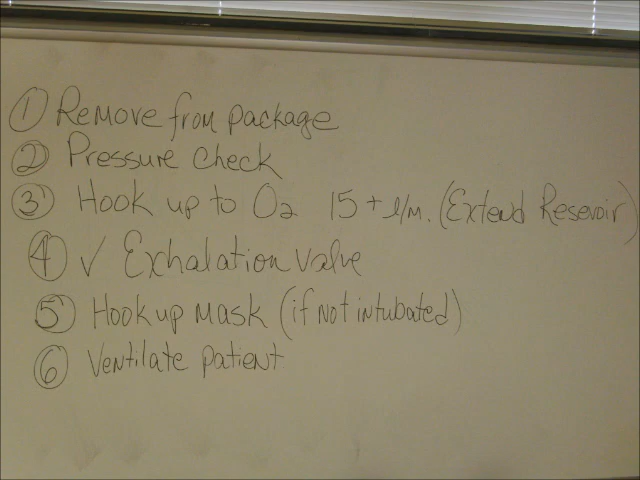 ① Remove from package
② Pressure check
③ Hook up to O2 15+ l/m. (Extend Resevoir)
④ ✓ Exhalation valve
⑤ Hook up mask (if not intubated)
⑥ Ventilate patient